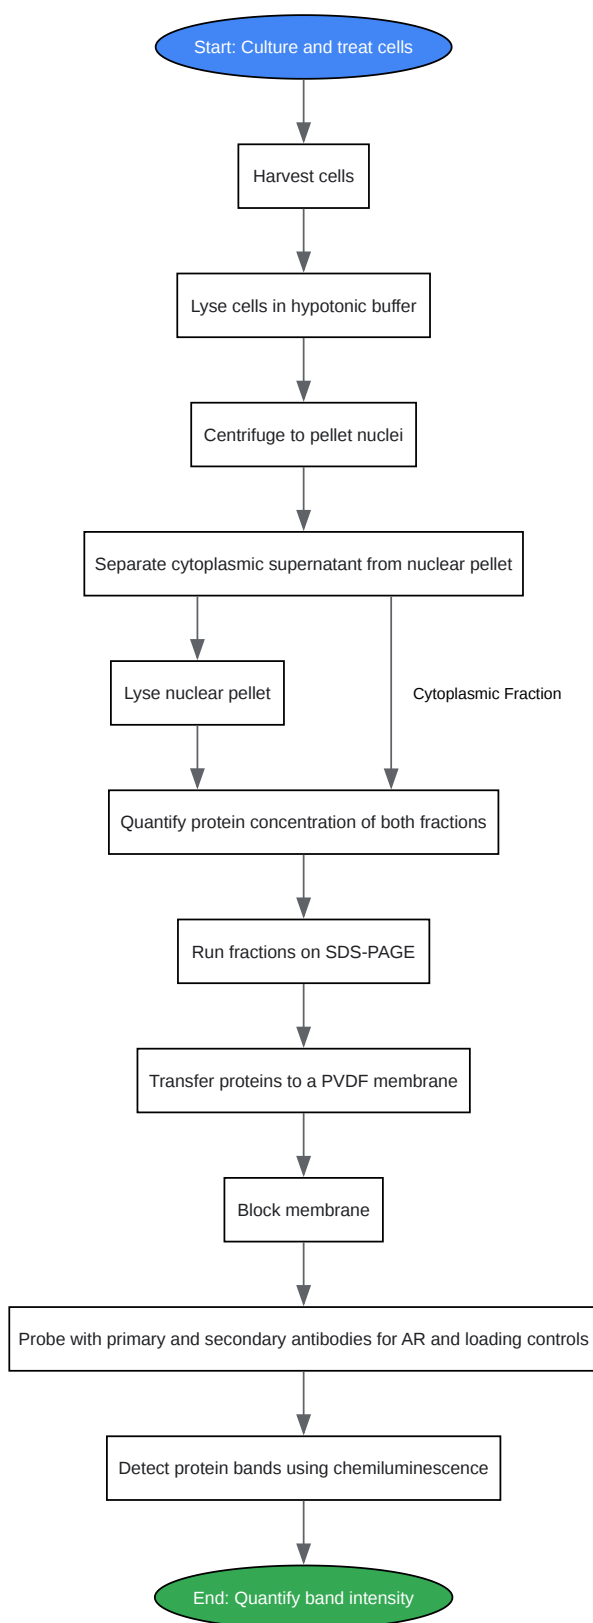 Start: Culture and treat cells
Harvest cells
Lyse cells in hypotonic buffer
Centrifuge to pellet nuclei
Separate cytoplasmic supernatant from nuclear pellet
Lyse nuclear pellet
Cytoplasmic Fraction
Quantify protein concentration of both fractions
Run fractions on SDS-PAGE
Transfer proteins to a PVDF membrane
Block membrane
Probe with primary and secondary antibodies for AR and loading controls
Detect protein bands using chemiluminescence
End: Quantify band intensity